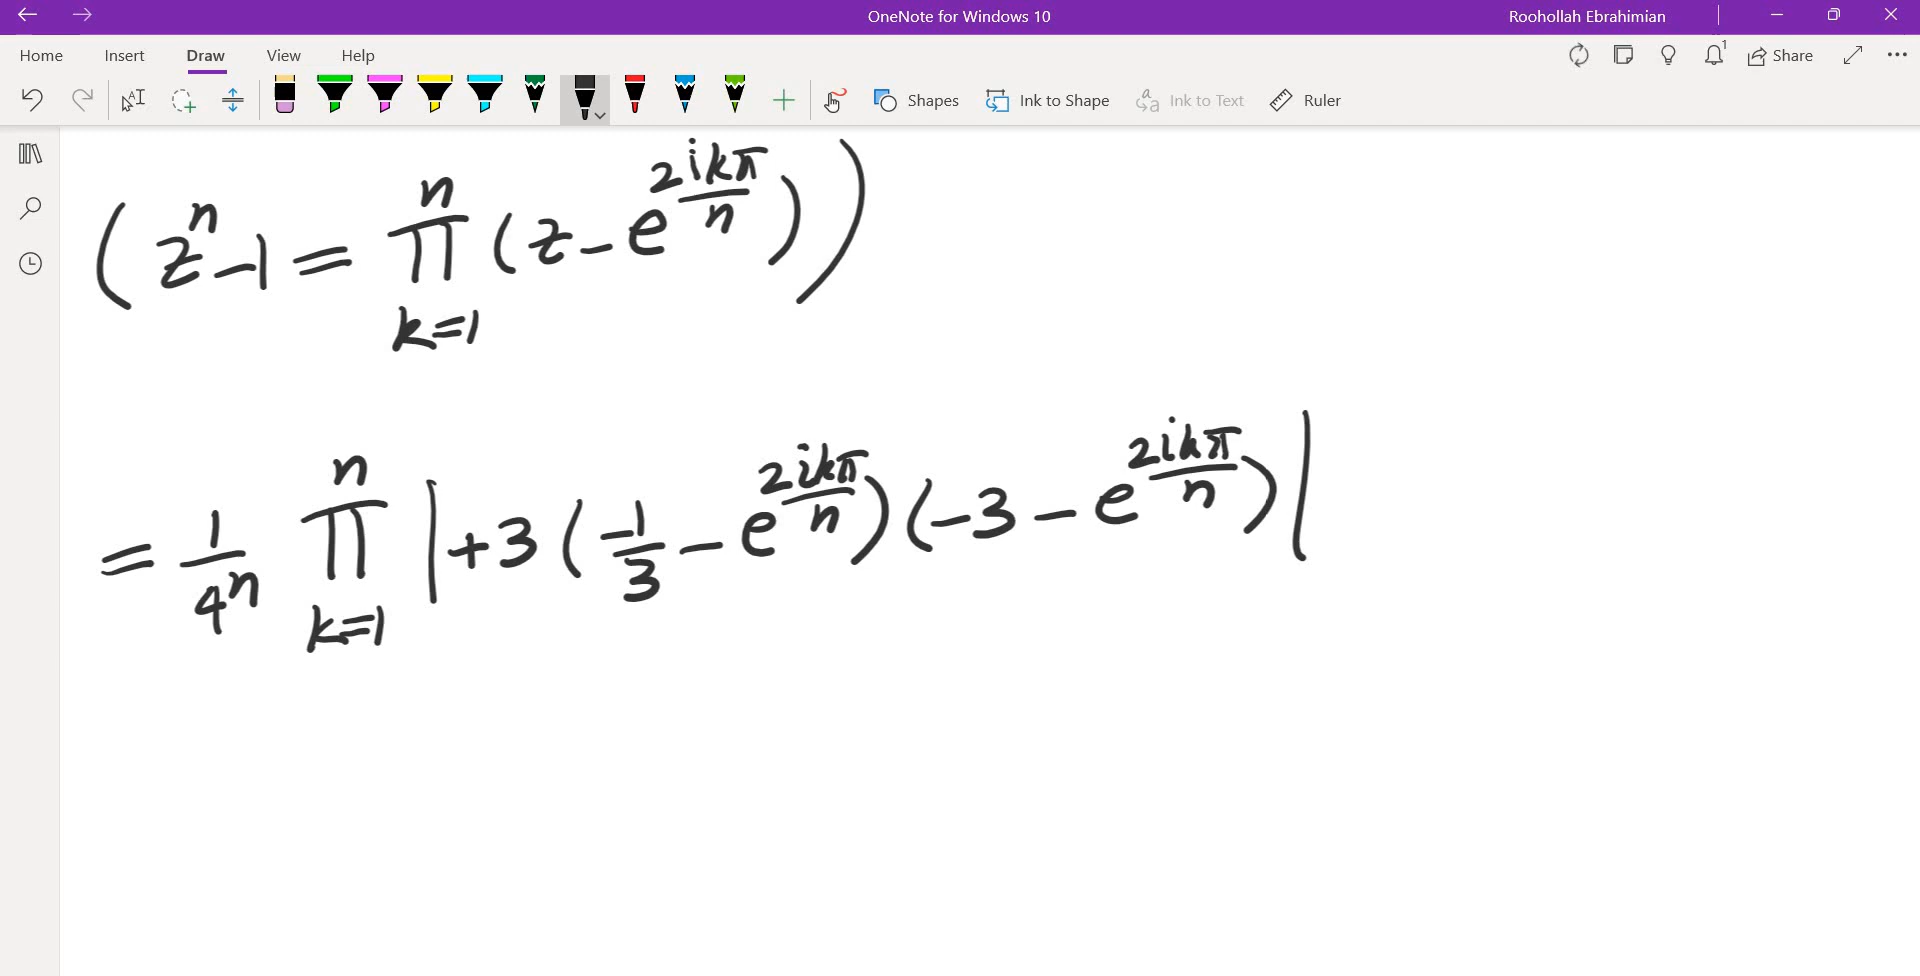 OneNote for Windows 10 Roohollah Ebrahimian
Home Insert Draw View Help 1 Share
Shapes Ink to Shape Ink to Text Ruler
(z^n - 1 = ∏_{k=1}^{n} (z - e^{2ikπ/n}))
= 1/4^n ∏_{k=1}^{n} |+3(-1/3 - e^{2ikπ/n})(-3 - e^{2ikπ/n})|